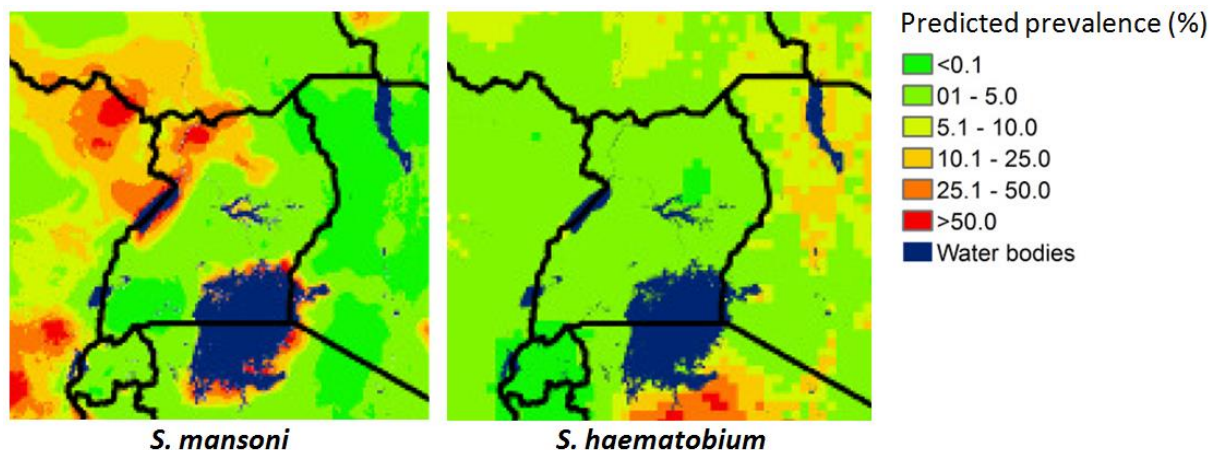 Predicted prevalence (%)
<0.1
01 - 5.0
5.1 - 10.0
10.1 - 25.0
25.1 - 50.0
>50.0
Water bodies
S. mansoni
S. haematobium